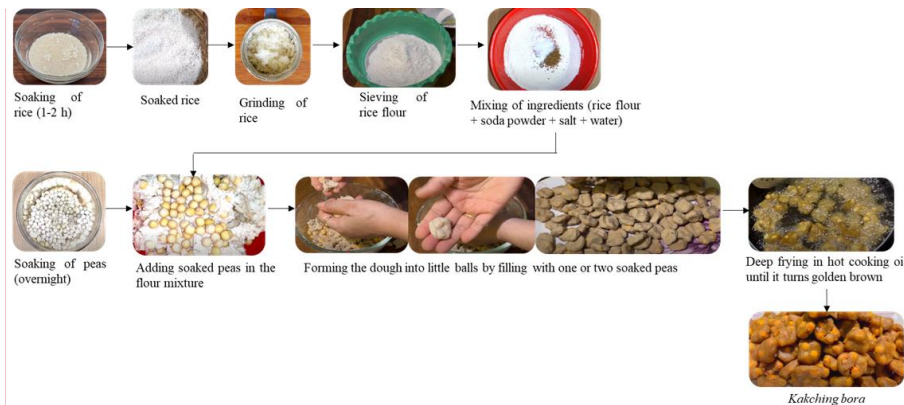 Soaking of
rice (1-2 h)
Soaked rice
Grinding of
rice
Sieving of
rice flour
Mixing of ingredients (rice flour
+ soda powder + salt + water)
Soaking of peas
(overnight)
Adding soaked peas in the
flour mixture
Forming the dough into little balls by filling with one or two soaked peas
Deep frying in hot cooking oi
until it turns golden brown
Kakching bora